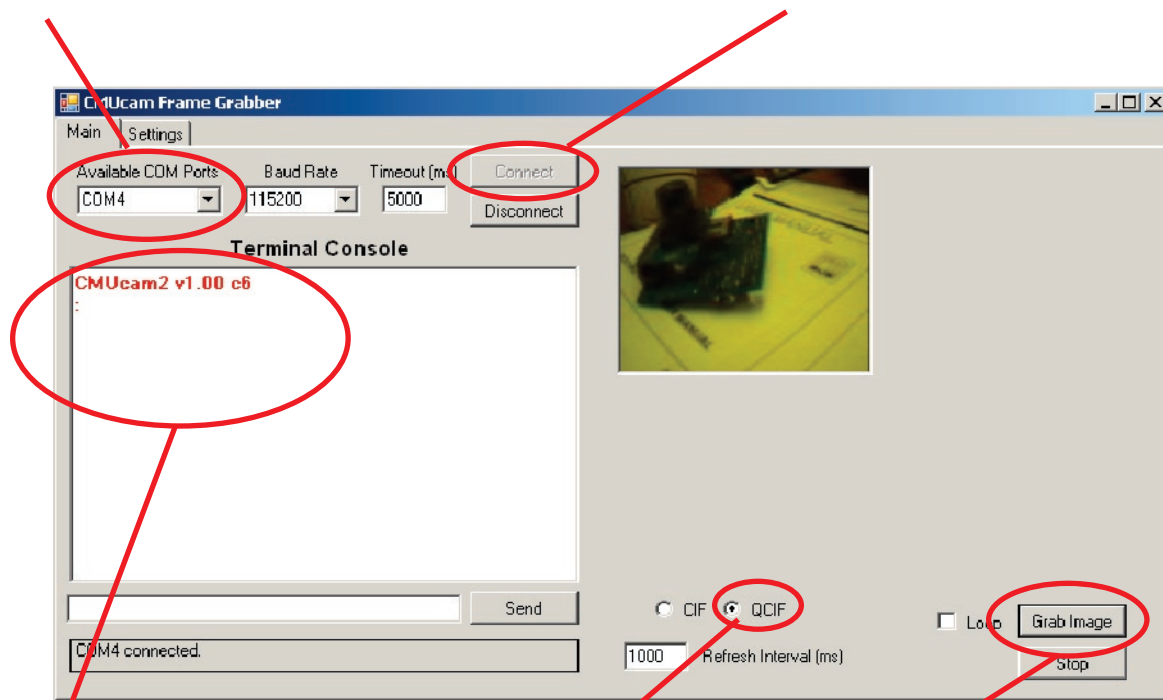 CMUcam Frame Grabber
Main Settings
Available COM Ports Baud Rate Timeout (ms) Connect
COM4 115200 5000
Disconnect
Terminal Console
CMUcam2 v1.00 c6
:
Send
CIF QCIF
Loop Grab Image
COM4 connected.
1000 Refresh Interval (ms)
Stop